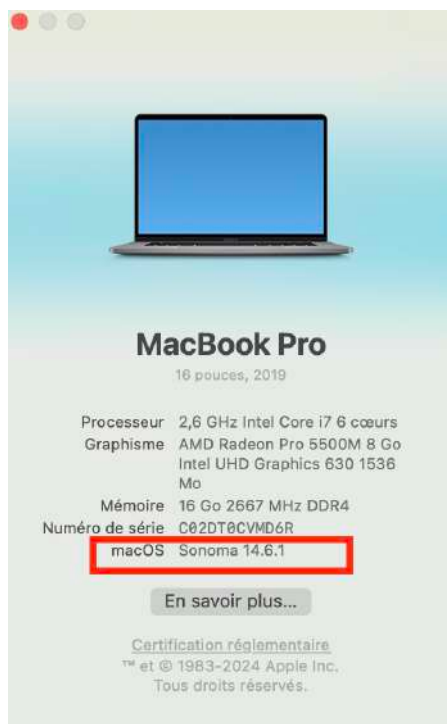 MacBook Pro
16 pouces, 2019
Processeur 2,6 GHz Intel Core i7 6 cœurs
Graphisme AMD Radeon Pro 5500M 8 Go
Intel UHD Graphics 630 1536
Mo
Mémoire 16 Go 2667 MHz DDR4
Numéro de série C02DT0CVMD6R
macOS Sonoma 14.6.1
En savoir plus...
Certification réglementaire
™ et © 1983-2024 Apple Inc.
Tous droits réservés.